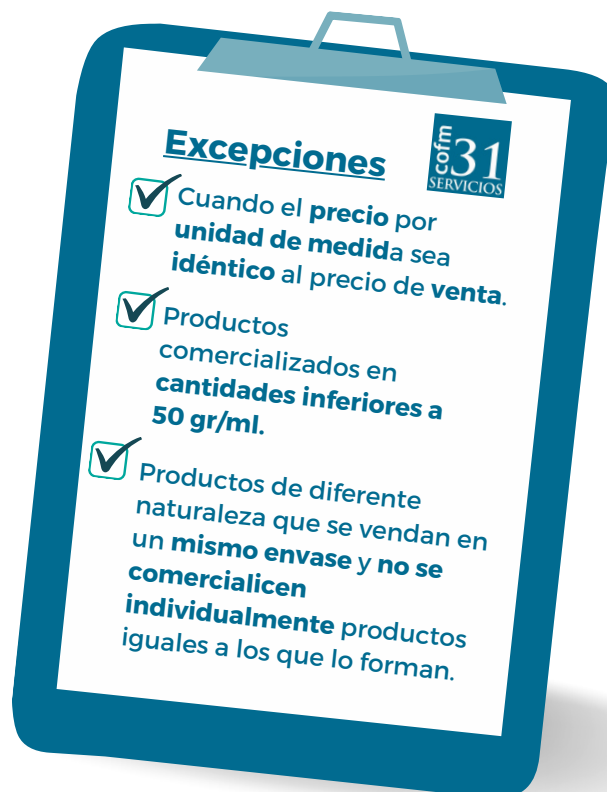 Excepciones
cofm
31
SERVICIOS
Cuando el precio por
unidad de medida sea
idéntico al precio de venta.
Productos
comercializados en
cantidades inferiores a
50 gr/ml.
Productos de diferente
naturaleza que se vendan en
un mismo envase y no se
comercialicen
individualmente productos
iguales a los que lo forman.